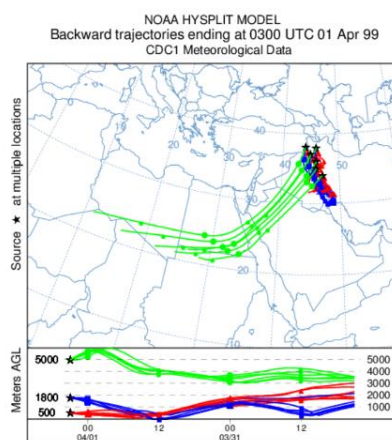 NOAA HYSPLIT MODEL
Backward trajectories ending at 0300 UTC 01 Apr 99
CDC1 Meteorological Data
Source ★ at multiple locations
10
20
30
40
40
50
30
20
Meters AGL
5000
1800
500
5000
4000
3000
2000
1000
00 12 00 12
04/01 03/31